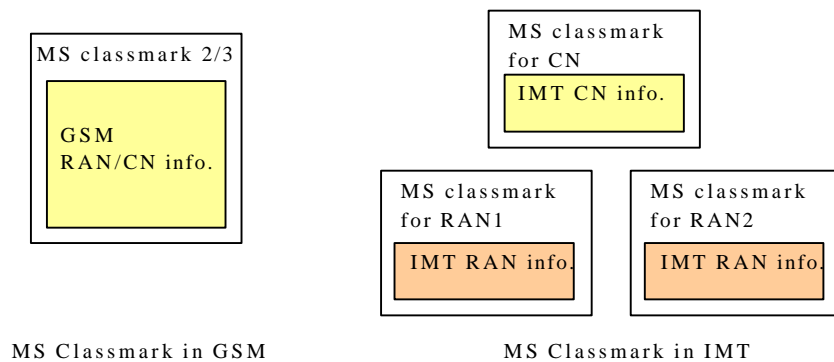 MS classmark 2/3
GSM
RAN/CN info.
MS classmark
for CN
IMT CN info.
MS classmark
for RAN1
IMT RAN info.
MS classmark
for RAN2
IMT RAN info.
MS Classmark in GSM
MS Classmark in IMT